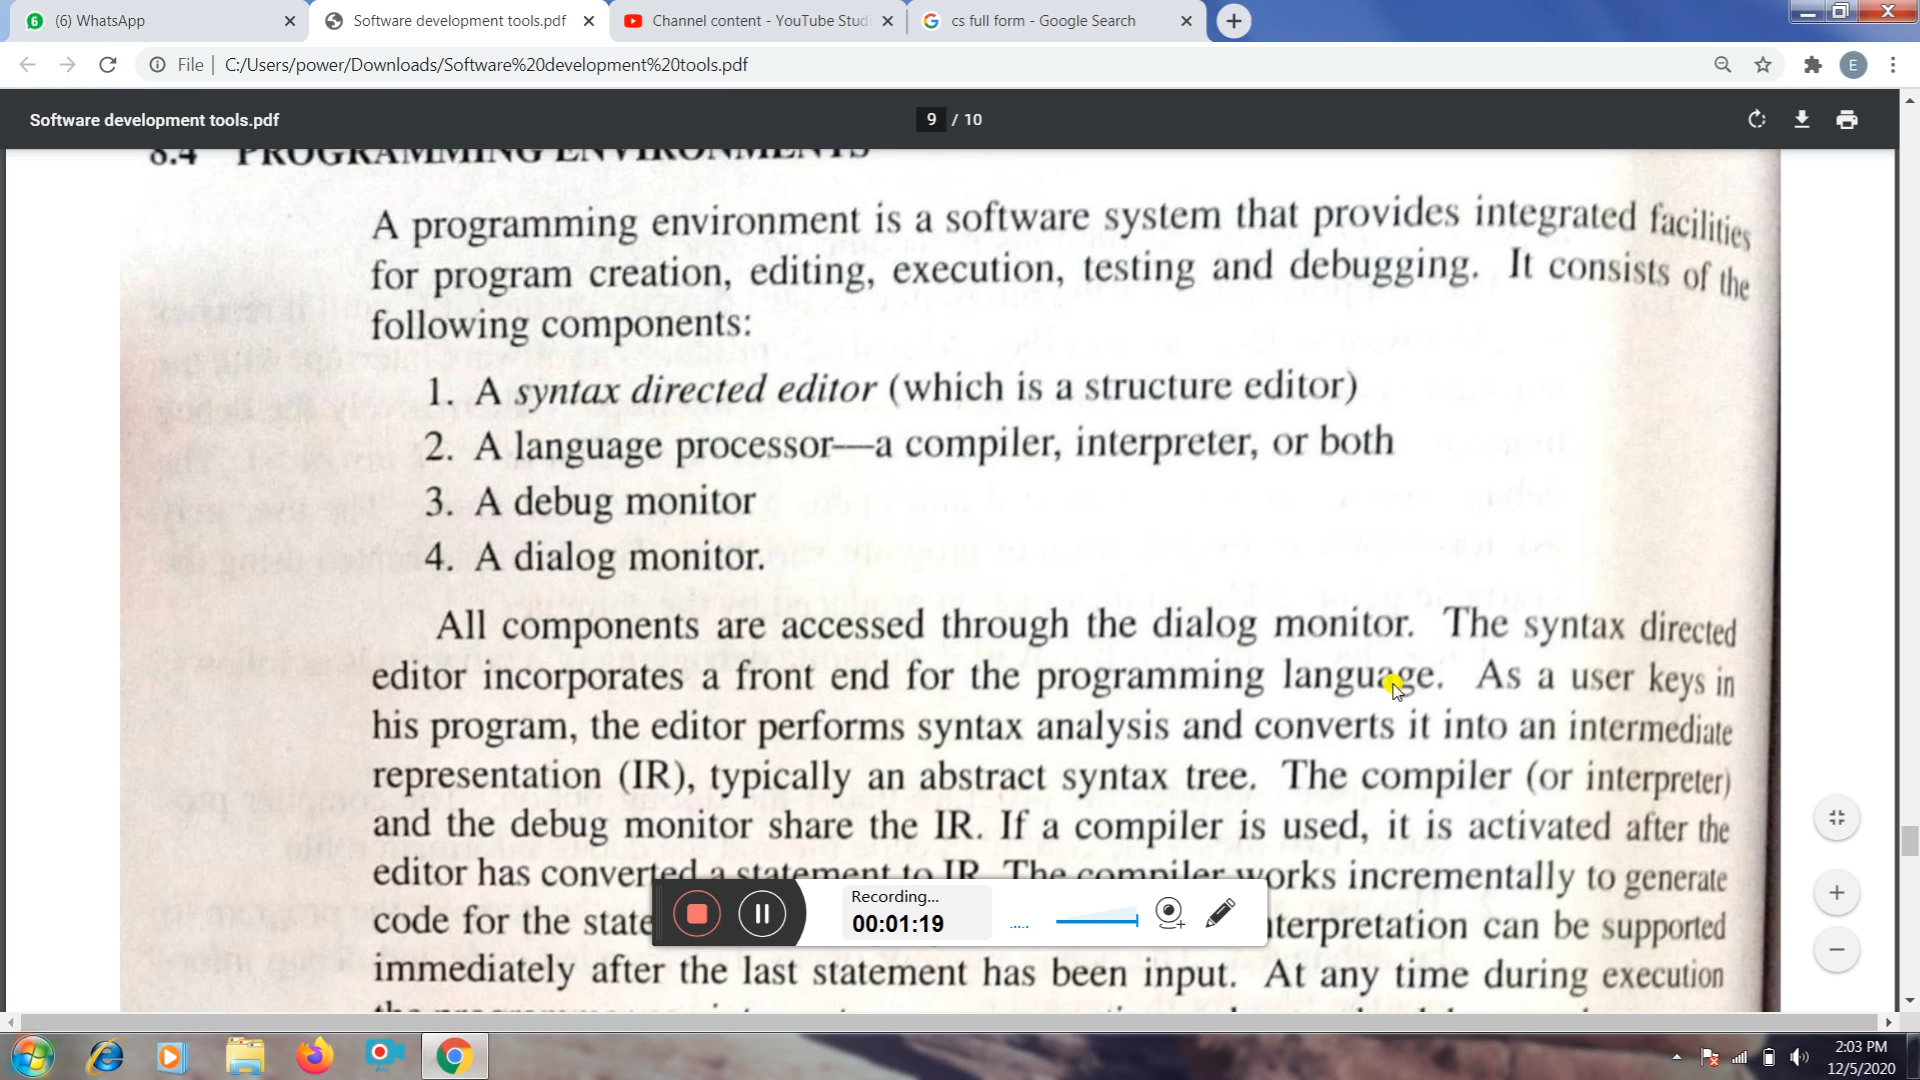 (6) WhatsApp
Software development tools.pdf
Channel content - YouTube Stud
cs full form - Google Search
File | C:/Users/power/Downloads/Software%20development%20tools.pdf
E
Software development tools.pdf
9 / 10
8.4 PROGRAMMING ENVIRONMENTS
A programming environment is a software system that provides integrated facilities
for program creation, editing, execution, testing and debugging. It consists of the
following components:
1. A syntax directed editor (which is a structure editor)
2. A language processor—a compiler, interpreter, or both
3. A debug monitor
4. A dialog monitor.
All components are accessed through the dialog monitor. The syntax directed
editor incorporates a front end for the programming language. As a user keys in
his program, the editor performs syntax analysis and converts it into an intermediate
representation (IR), typically an abstract syntax tree. The compiler (or interpreter)
and the debug monitor share the IR. If a compiler is used, it is activated after the
editor has converted a statement to IR. The compiler works incrementally to generate
code for the state
nterpretation can be supported
immediately after the last statement has been input. At any time during execution
Recording...
00:01:19
2:03 PM
12/5/2020